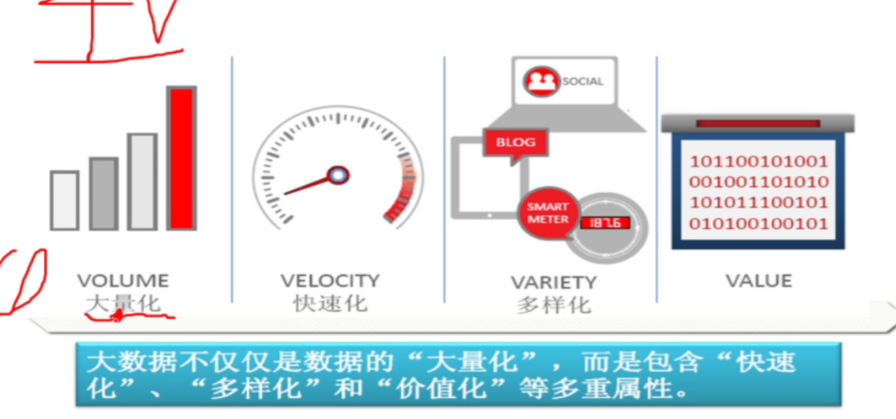 4V
SOCIAL
BLOG
SMART
METER
187.6
101100101001
001001101010
101011100101
010100100101
VOLUME
大量化
VELOCITY
快速化
VARIETY
多样化
VALUE
大数据不仅仅是数据的“大量化”，而是包含“快速
化”、“多样化”和“价值化”等多重属性。